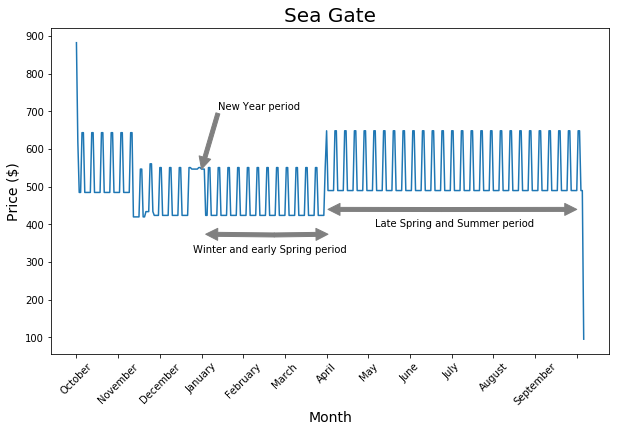 Sea Gate
Price ($)
900
800
700
600
500
400
300
200
100
New Year period
Winter and early Spring period
Late Spring and Summer period
October
November
December
January
February
March
April
May
June
July
August
September
Month